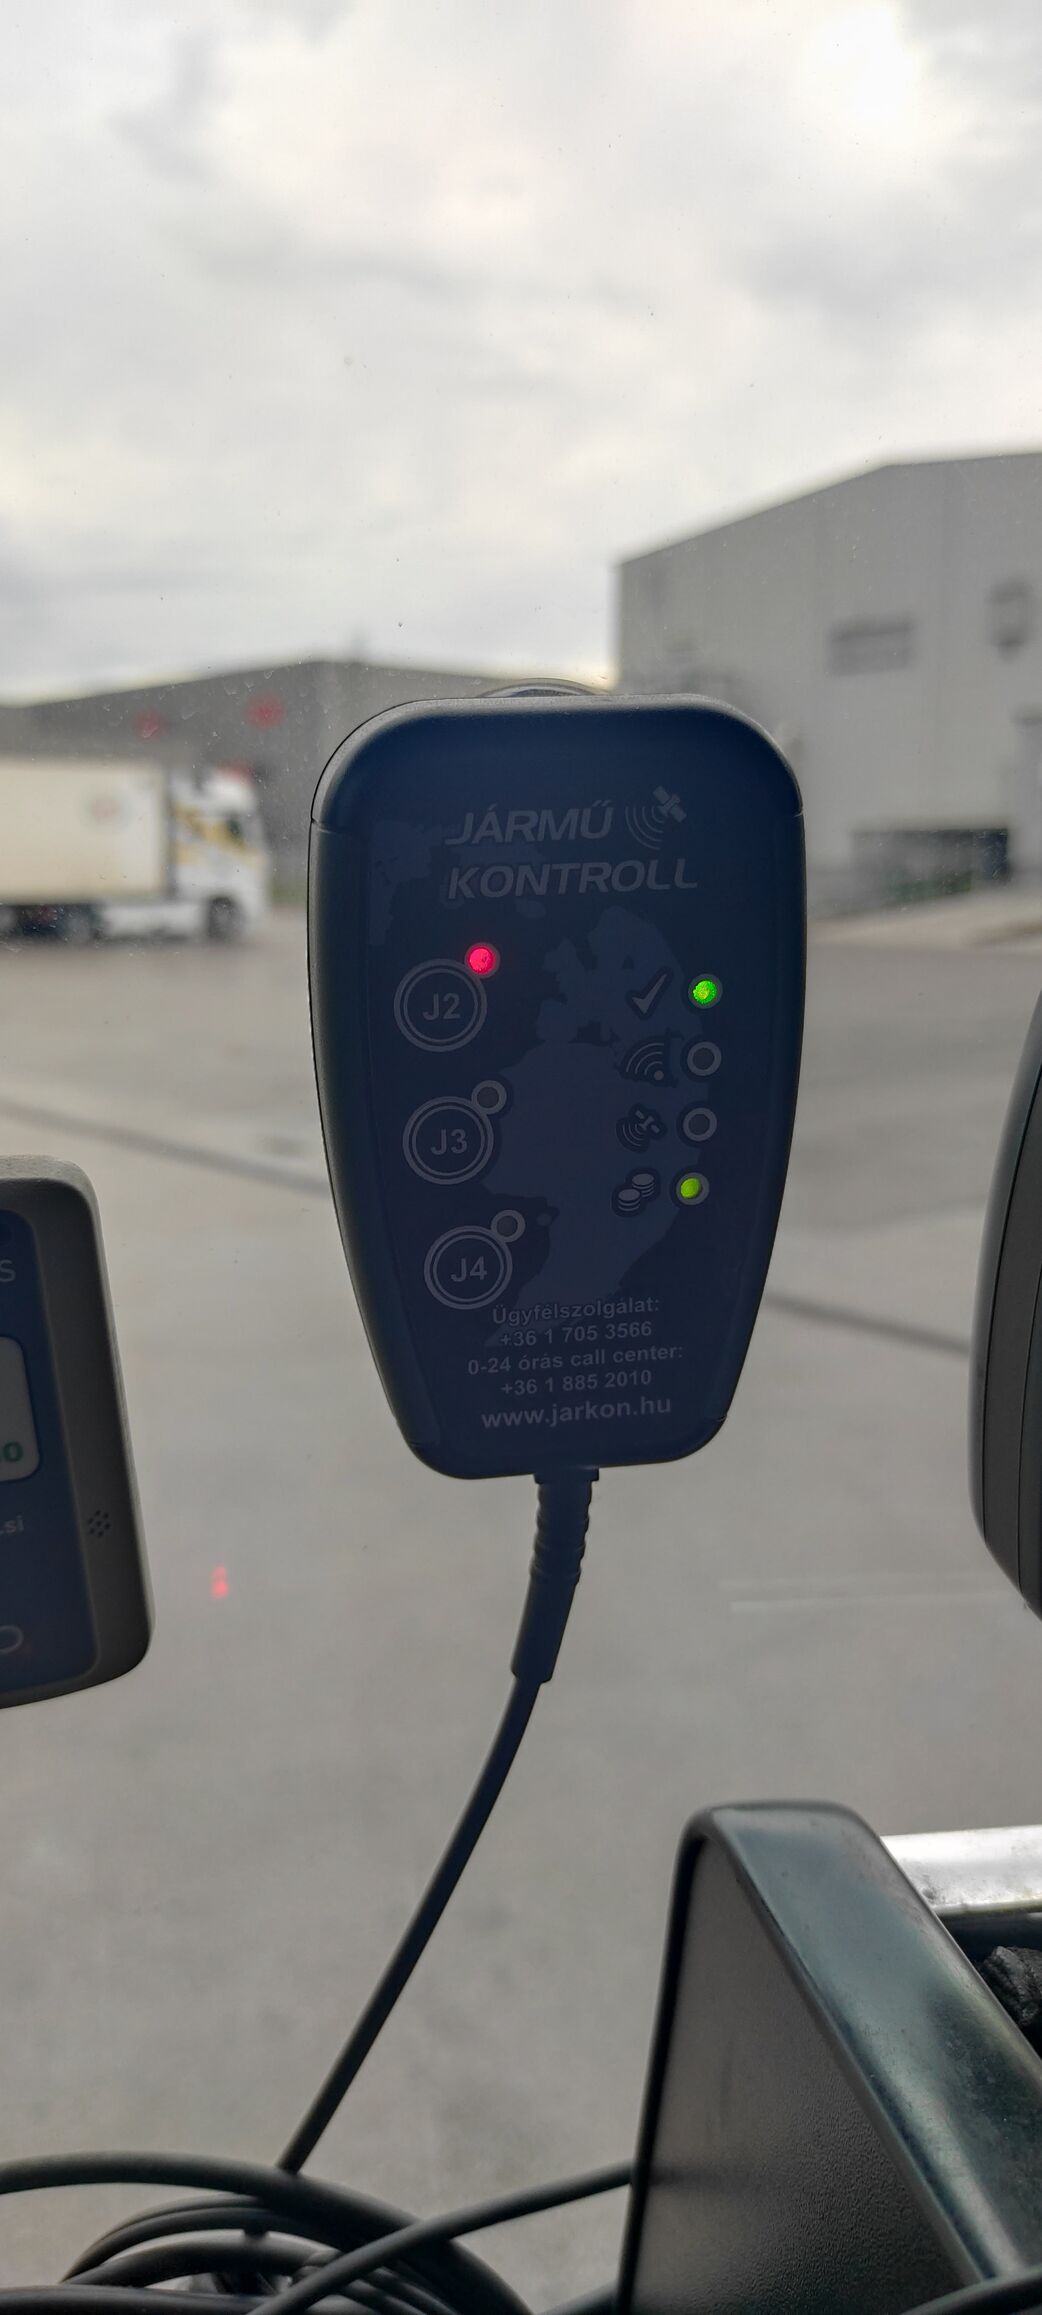 JÁRMŰ
KONTROLL
J2
J3
J4
Ügyfélszolgálat:
+36 1 705 3566
0-24 órás call center:
+36 1 885 2010
www.jarkon.hu
S
.si